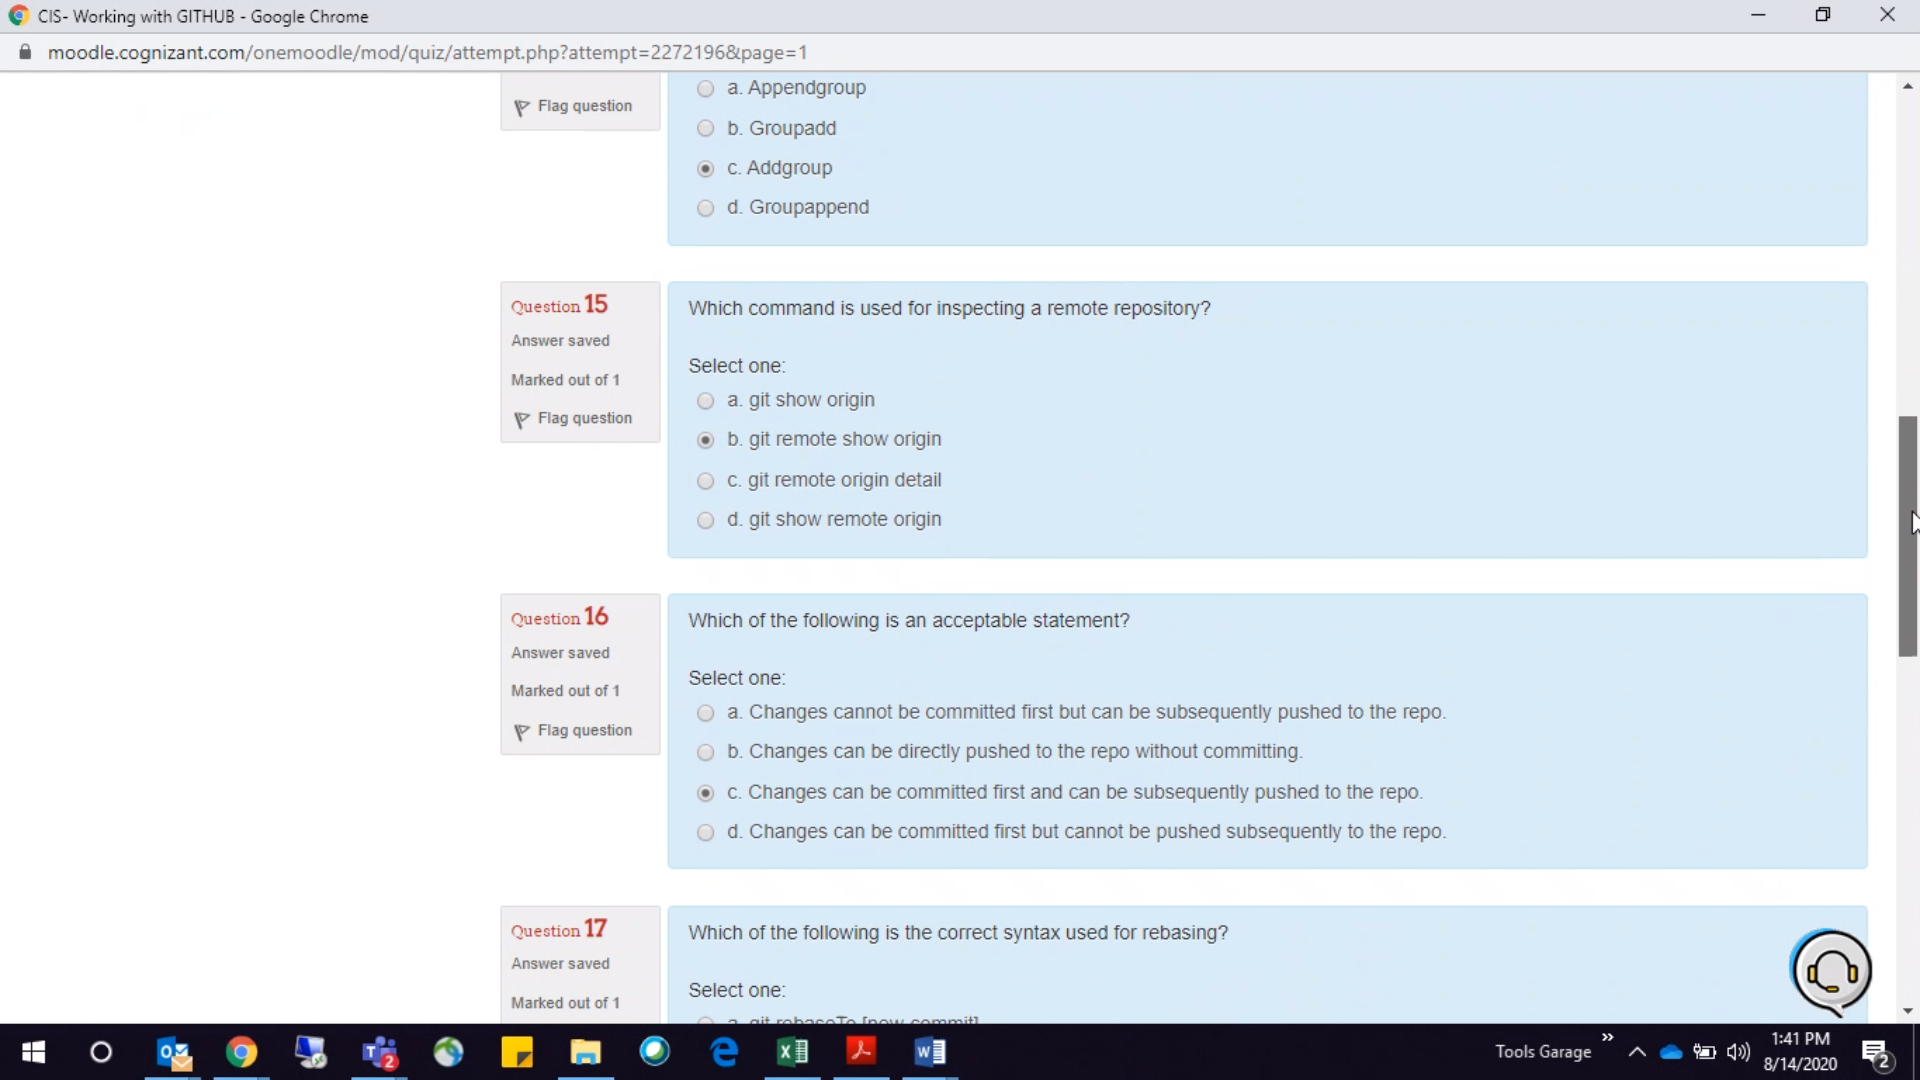 CIS- Working with GITHUB - Google Chrome
moodle.cognizant.com/onemoodle/mod/quiz/attempt.php?attempt=2272196&page=1
Flag question
a. Appendgroup
b. Groupadd
c. Addgroup
d. Groupappend
Question 15
Answer saved
Marked out of 1
Flag question
Which command is used for inspecting a remote repository?
Select one:
a. git show origin
b. git remote show origin
c. git remote origin detail
d. git show remote origin
Question 16
Answer saved
Marked out of 1
Flag question
Which of the following is an acceptable statement?
Select one:
a. Changes cannot be committed first but can be subsequently pushed to the repo.
b. Changes can be directly pushed to the repo without committing.
c. Changes can be committed first and can be subsequently pushed to the repo.
d. Changes can be committed first but cannot be pushed subsequently to the repo.
Question 17
Answer saved
Marked out of 1
Which of the following is the correct syntax used for rebasing?
Select one:
a. git rebaseTo [new commit]
Tools Garage
1:41 PM
8/14/2020
2
2